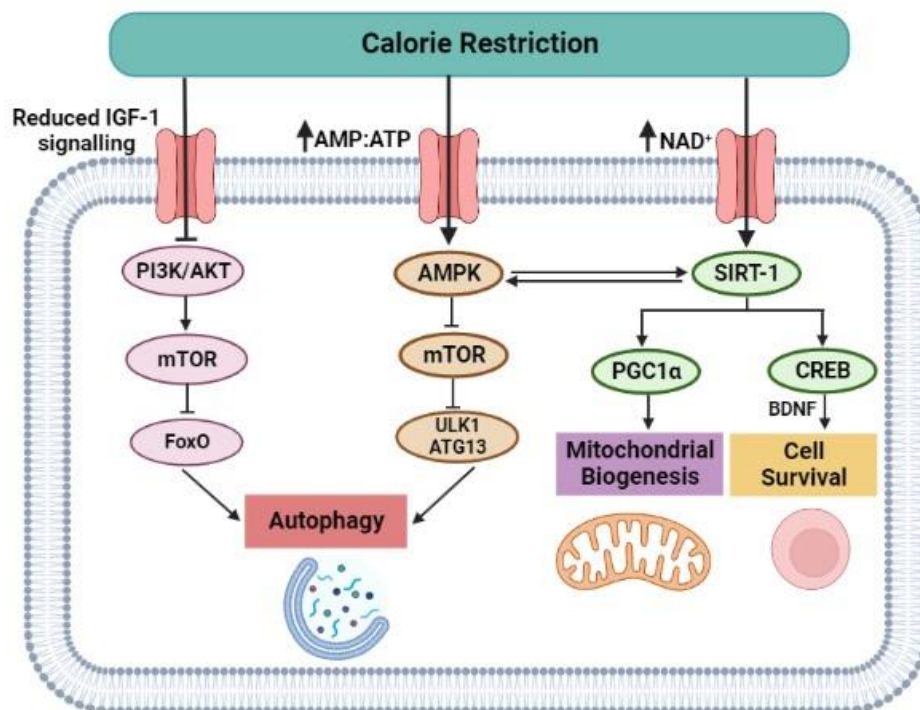 Calorie Restriction
Reduced IGF-1
signalling
AMP:ATP
NAD⁺
PI3K/AKT
AMPK
SIRT-1
mTOR
mTOR
PGC1α
CREB
BDNF
FoxO
ULK1
ATG13
Mitochondrial
Biogenesis
Cell
Survival
Autophagy